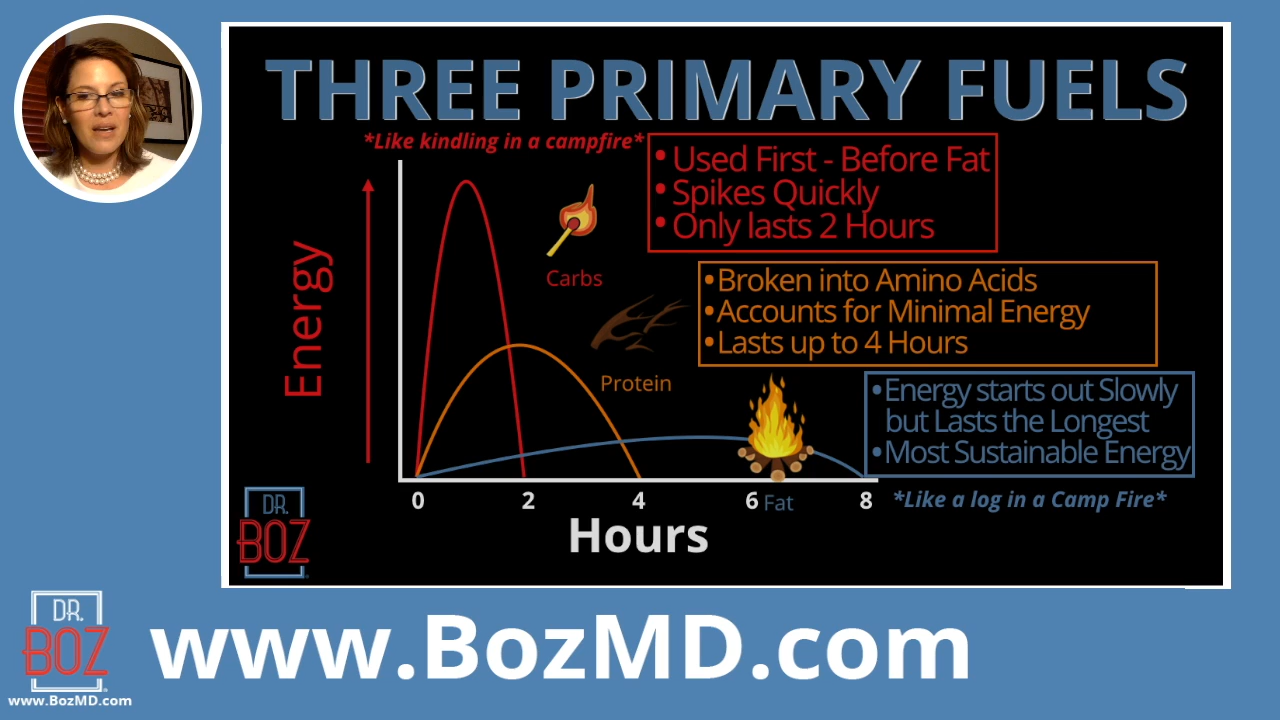 THREE PRIMARY FUELS
*Like kindling in a campfire*
• Used First - Before Fat
• Spikes Quickly
• Only lasts 2 Hours
Carbs
Energy
• Broken into Amino Acids
• Accounts for Minimal Energy
• Lasts up to 4 Hours
Protein
• Energy starts out Slowly
but Lasts the Longest
• Most Sustainable Energy
0 2 4 6 Fat 8
*Like a log in a Camp Fire*
Hours
DR.
BOZ
DR.
BOZ
www.BozMD.com
www.BozMD.com